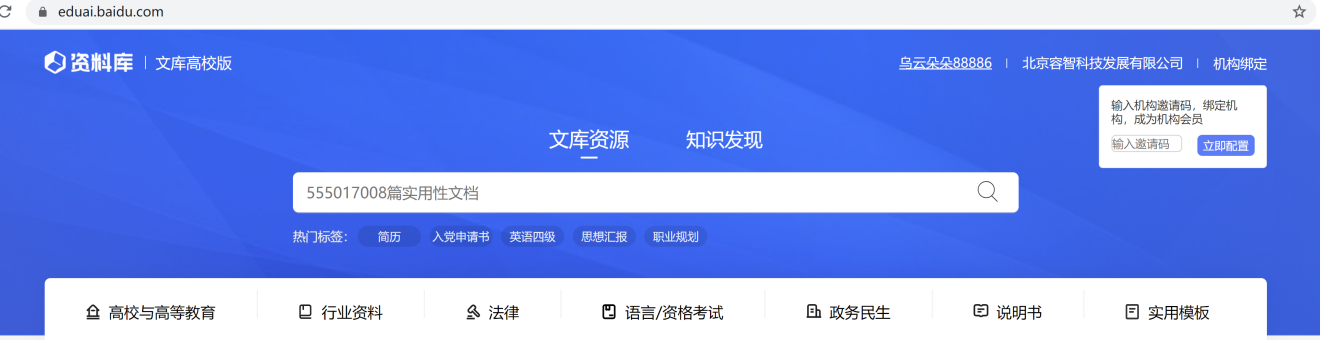 eduai.baidu.com
资料库 | 文库高校版
乌云朵朵88886 | 北京容智科技发展有限公司 | 机构绑定
输入机构邀请码，绑定机
构，成为机构会员
输入邀请码 立即配置
文库资源 知识发现
555017008篇实用性文档
热门标签： 简历 入党申请书 英语四级 思想汇报 职业规划
高校与高等教育 行业资料 法律 语言/资格考试 政务民生 说明书 实用模板